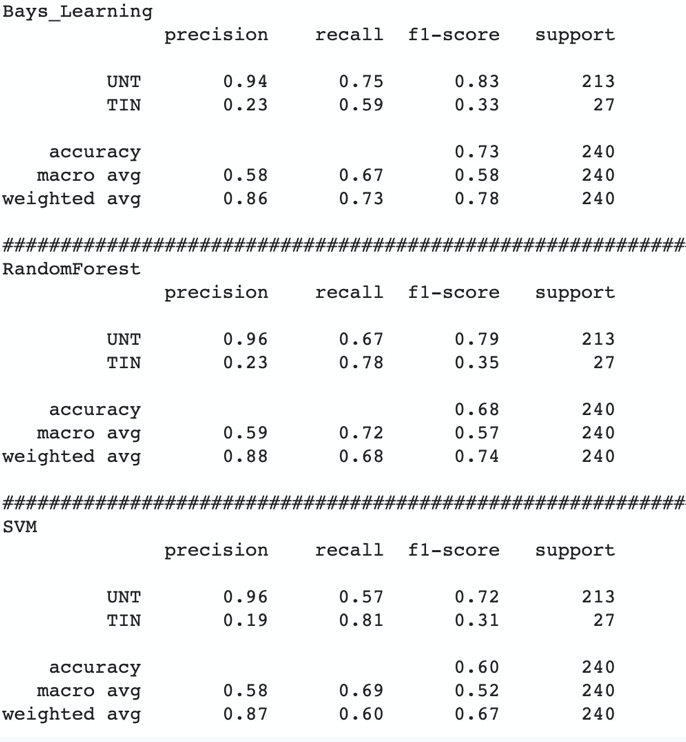 Bays_Learning
precision recall f1-score support
UNT 0.94 0.75 0.83 213
TIN 0.23 0.59 0.33 27
accuracy 0.73 240
macro avg 0.58 0.67 0.58 240
weighted avg 0.86 0.73 0.78 240
###########################################################
RandomForest
precision recall f1-score support
UNT 0.96 0.67 0.79 213
TIN 0.23 0.78 0.35 27
accuracy 0.68 240
macro avg 0.59 0.72 0.57 240
weighted avg 0.88 0.68 0.74 240
###########################################################
SVM
precision recall f1-score support
UNT 0.96 0.57 0.72 213
TIN 0.19 0.81 0.31 27
accuracy 0.60 240
macro avg 0.58 0.69 0.52 240
weighted avg 0.87 0.60 0.67 240